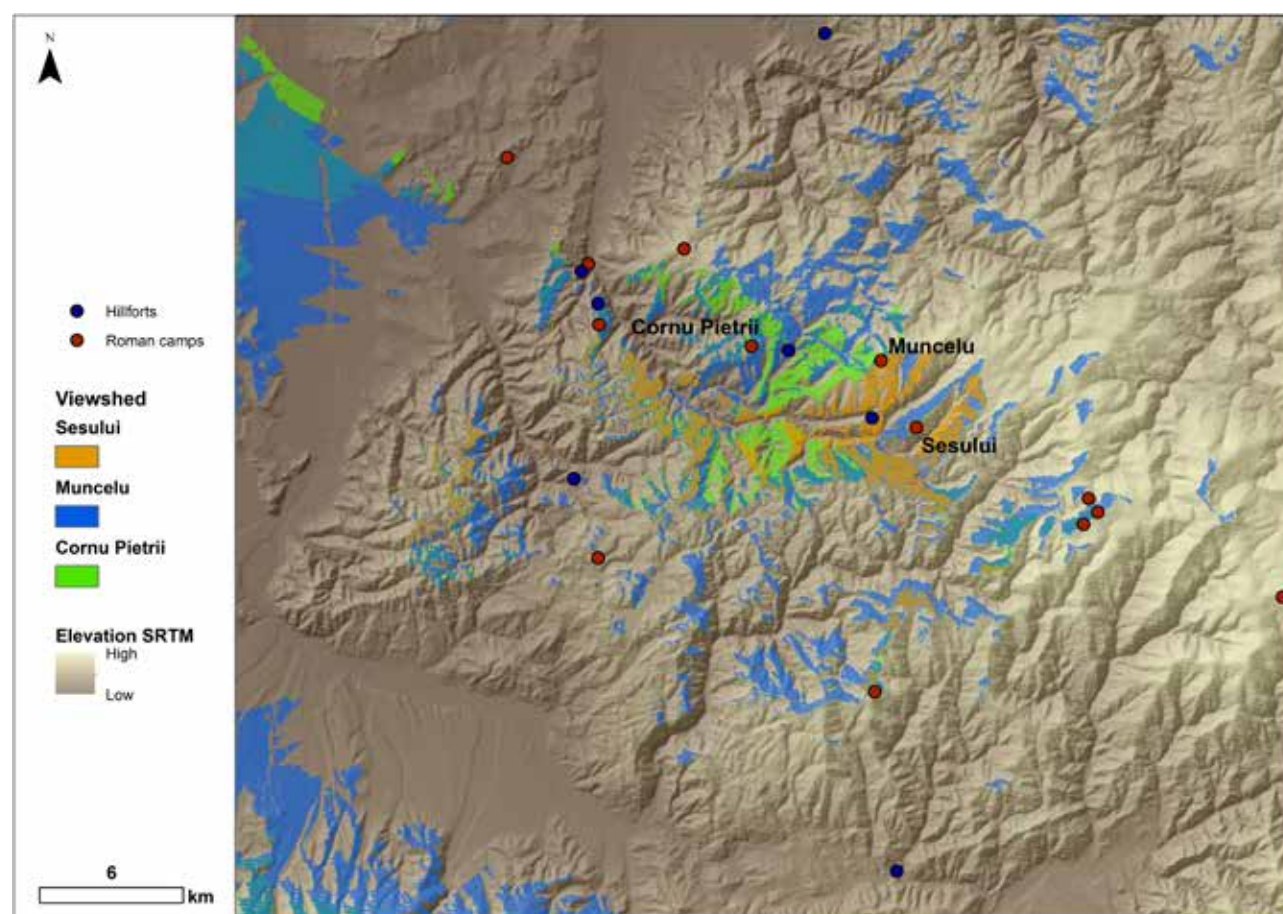 N
Hillforts
Roman camps
Viewshed
Sesului
Muncelu
Cornu Pietrii
Elevation SRTM
High
Low
6
km
Cornu Pietrii
Muncelu
Sesului